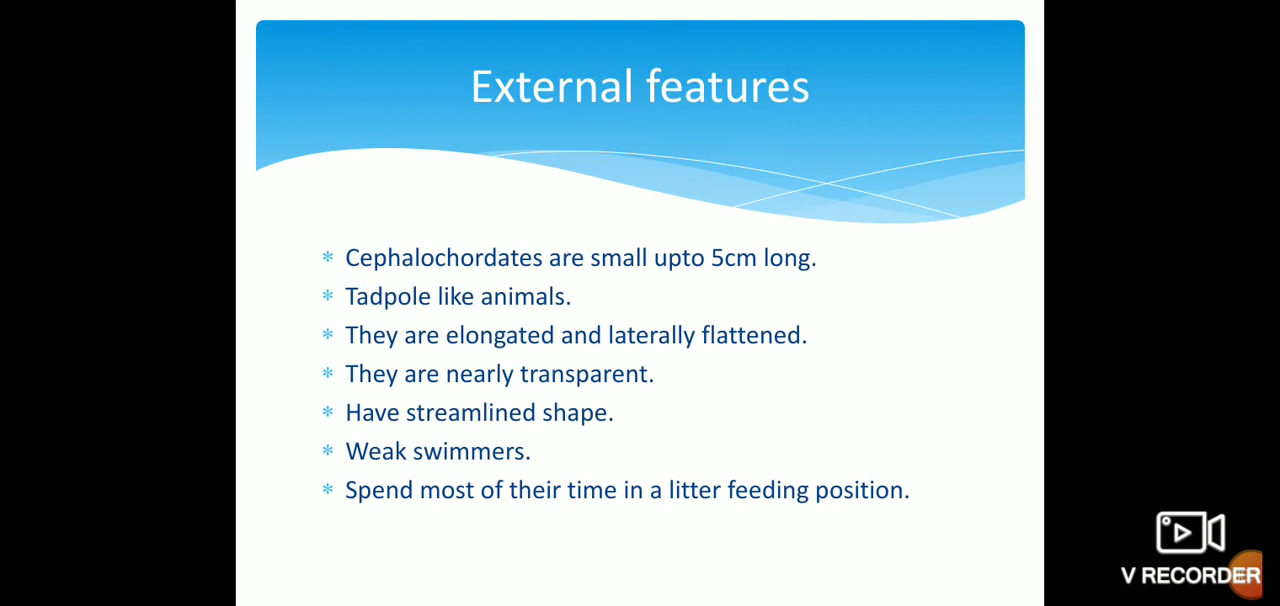 External features
* Cephalochordates are small upto 5cm long.
* Tadpole like animals.
* They are elongated and laterally flattened.
* They are nearly transparent.
* Have streamlined shape.
* Weak swimmers.
* Spend most of their time in a litter feeding position.
V RECORDER